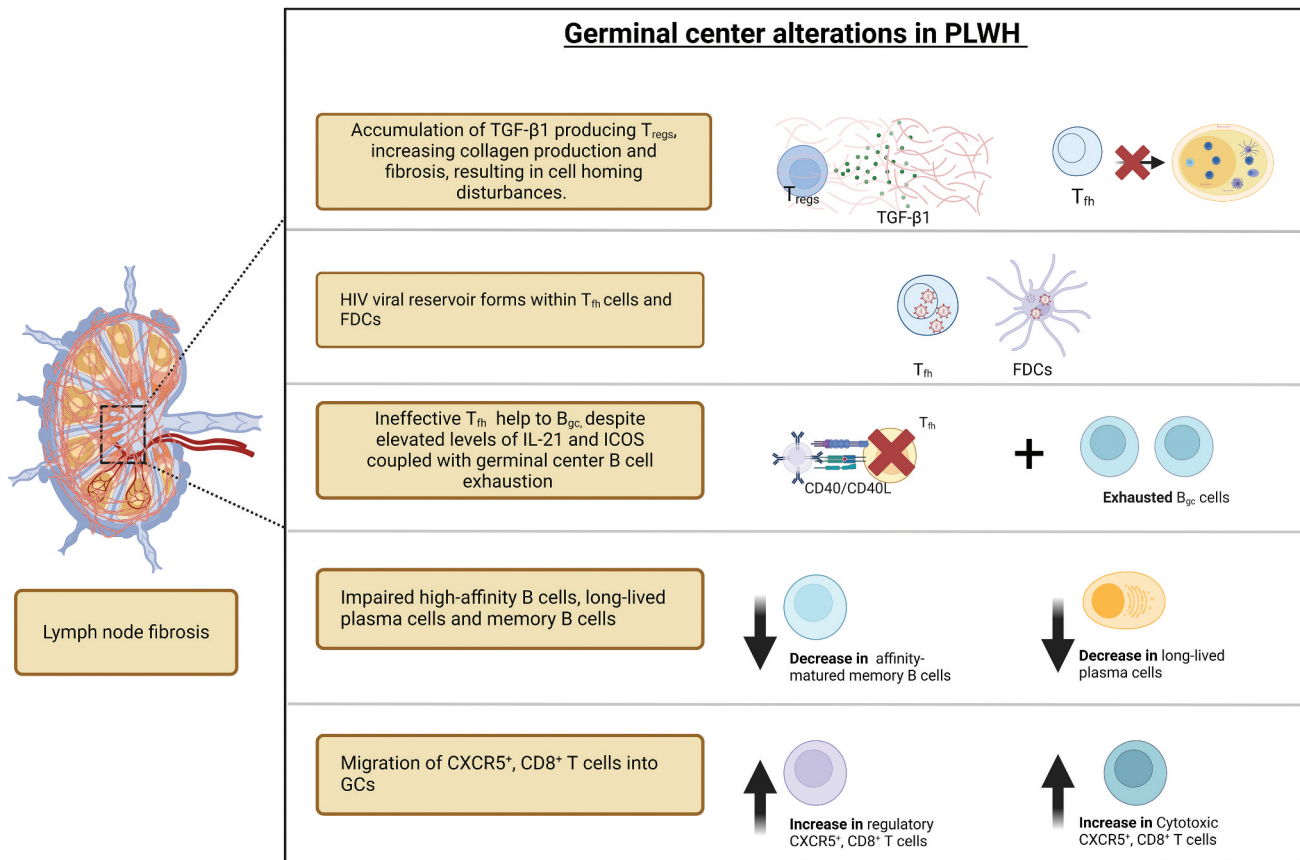 Germinal center alterations in PLWH
Accumulation of TGF-β1 producing Tregs,
increasing collagen production and
fibrosis, resulting in cell homing
disturbances.
Tregs
TGF-β1
Tfh
HIV viral reservoir forms within Tfh cells and
FDCs
Tfh
FDCs
Ineffective Tfh help to Bgc, despite
elevated levels of IL-21 and ICOS
coupled with germinal center B cell
exhaustion
Tfh
CD40/CD40L
+
Exhausted Bgc cells
Lymph node fibrosis
Impaired high-affinity B cells, long-lived
plasma cells and memory B cells
Decrease in affinity-
matured memory B cells
Decrease in long-lived
plasma cells
Migration of CXCR5⁺, CD8⁺ T cells into
GCs
Increase in regulatory
CXCR5⁺, CD8⁺ T cells
Increase in Cytotoxic
CXCR5⁺, CD8⁺ T cells